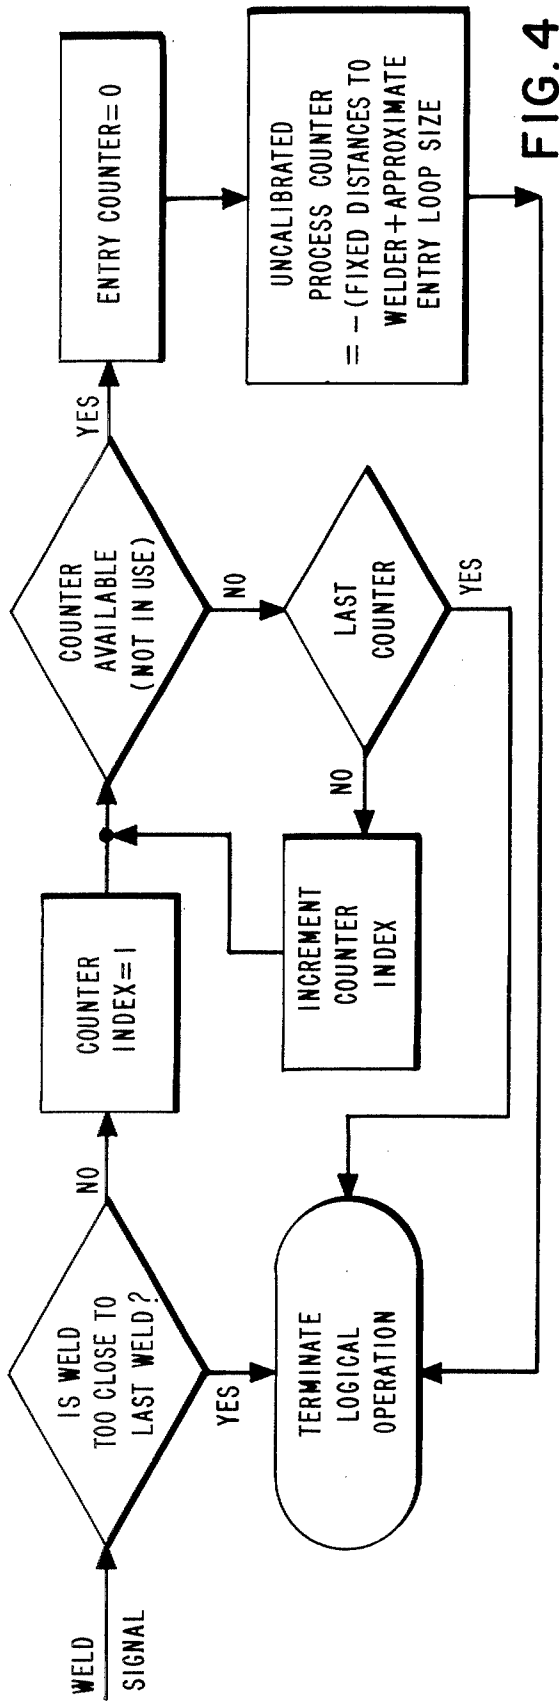 WELD
SIGNAL
IS WELD
TOO CLOSE TO
LAST WELD?
NO
YES
COUNTER
INDEX=1
COUNTER
AVAILABLE
(NOT IN USE)
YES
NO
ENTRY COUNTER=0
UNCALIBRATED
PROCESS COUNTER
=-(FIXED DISTANCES TO
WELDER+APPROXIMATE
ENTRY LOOP SIZE
LAST
COUNTER
NO
YES
INCREMENT
COUNTER
INDEX
TERMINATE
LOGICAL
OPERATION
FIG. 4